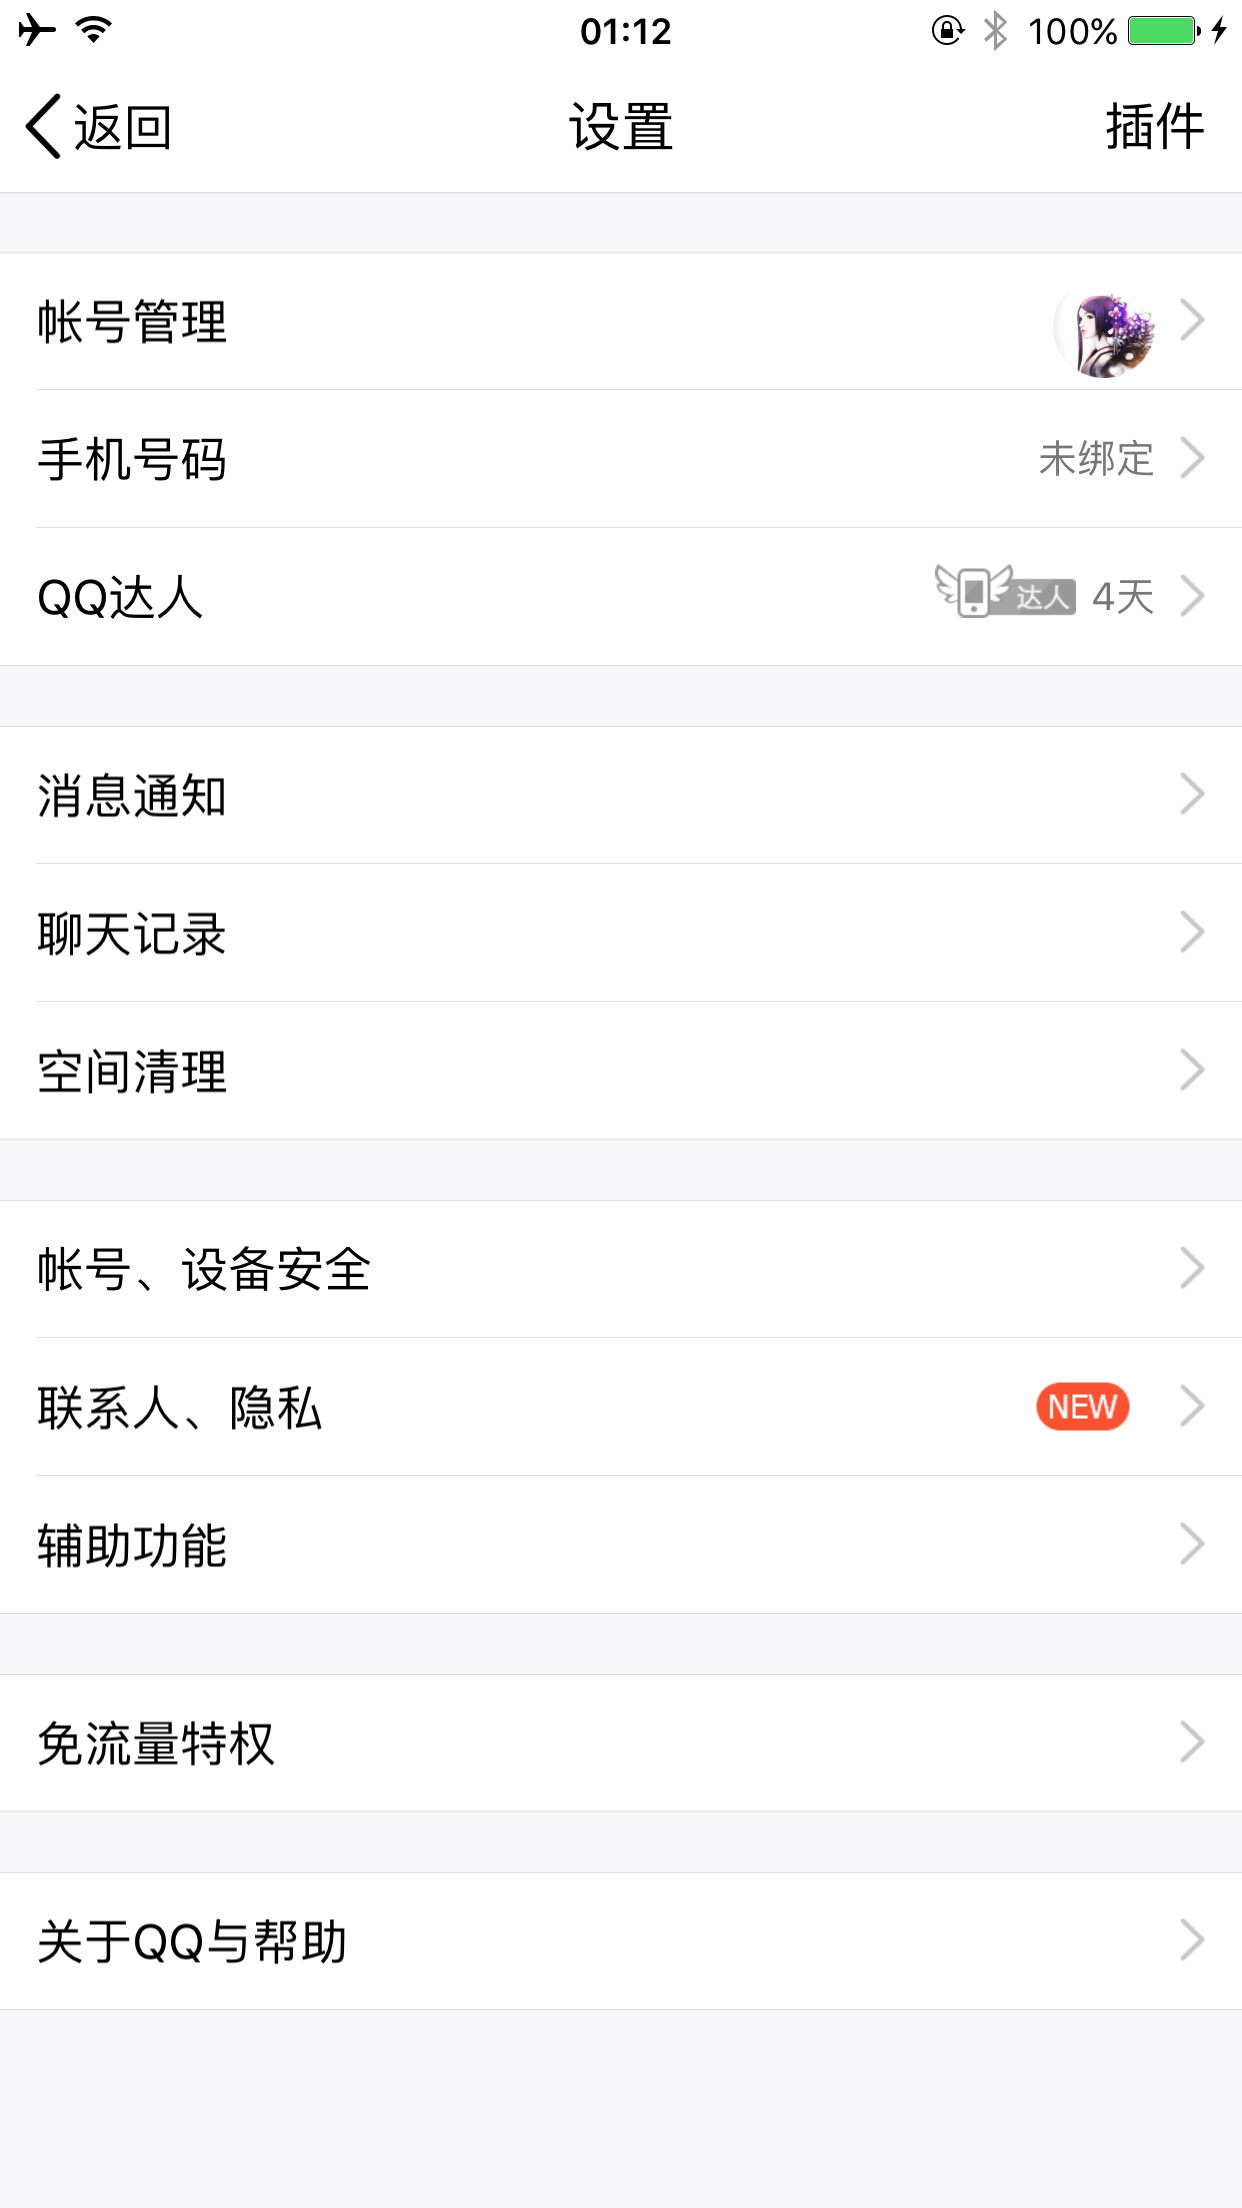 01:12 100%
返回 设置 插件
帐号管理
手机号码 未绑定
QQ达人 达人 4天
消息通知
聊天记录
空间清理
帐号、设备安全
联系人、隐私 NEW
辅助功能
免流量特权
关于QQ与帮助